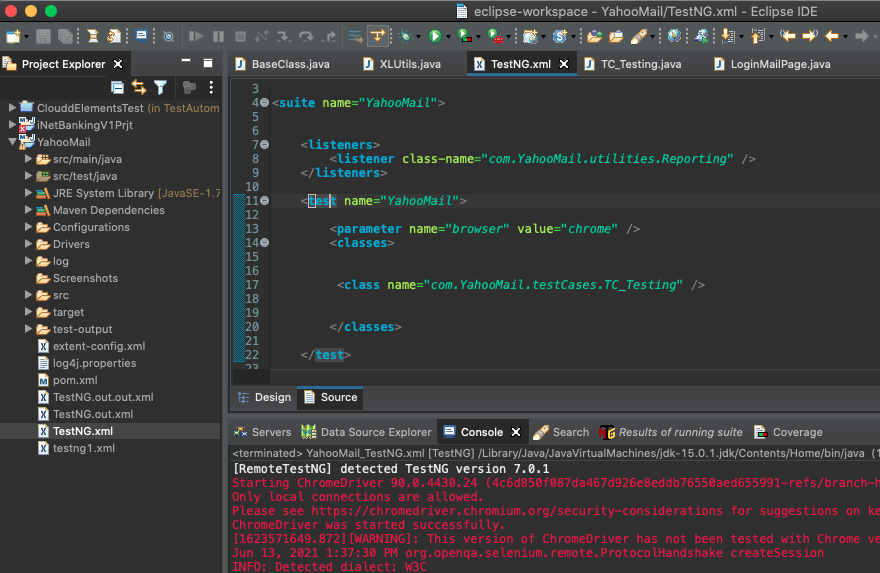 eclipse-workspace - YahooMail/TestNG.xml - Eclipse IDE
Project Explorer
BaseClass.java
XLUtils.java
TestNG.xml
TC_Testing.java
LoginMailPage.java
ClouddElementsTest (in TestAutom
iNetBankingV1Prjt
YahooMail
src/main/java
src/test/java
JRE System Library [JavaSE-1.7
Maven Dependencies
Configurations
Drivers
log
Screenshots
src
target
test-output
extent-config.xml
log4j.properties
pom.xml
TestNG.out.out.xml
TestNG.out.xml
TestNG.xml
testng1.xml
3
4 <suite name="YahooMail">
5
6
7 <listeners>
8 <listener class-name="com.YahooMail.utilities.Reporting" />
9 </listeners>
10
11 <test name="YahooMail">
12
13 <parameter name="browser" value="chrome" />
14 <classes>
15
16
17 <class name="com.YahooMail.testCases.TC_Testing" />
18
19
20 </classes>
21
22 </test>
23
Design
Source
Servers
Data Source Explorer
Console
Search
Results of running suite
Coverage
<terminated> YahooMail_TestNG.xml [TestNG] /Library/Java/JavaVirtualMachines/jdk-15.0.1.jdk/Contents/Home/bin/java (1
[RemoteTestNG] detected TestNG version 7.0.1
Starting ChromeDriver 90.0.4430.24 (4c6d850f087da467d926e8eddb76550aed655991-refs/branch-h
Only local connections are allowed.
Please see https://chromedriver.chromium.org/security-considerations for suggestions on ke
ChromeDriver was started successfully.
[1623571649.872][WARNING]: This version of ChromeDriver has not been tested with Chrome ve
Jun 13, 2021 1:37:30 PM org.openqa.selenium.remote.ProtocolHandshake createSession
INFO: Detected dialect: W3C